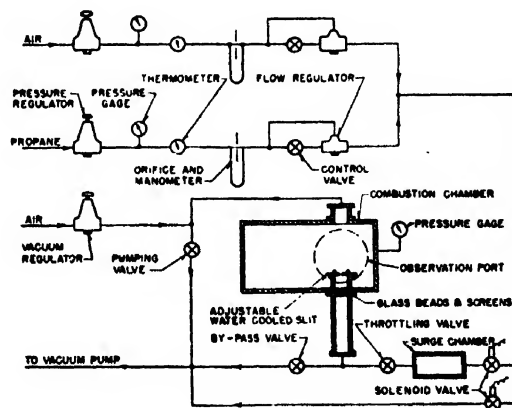 AIR
THERMOMETER
FLOW REGULATOR
PRESSURE
REGULATOR
PRESSURE
GAGE
PROPANE
ORIFICE AND
MANOMETER
CONTROL
VALVE
COMBUSTION CHAMBER
AIR
PRESSURE GAGE
VACUUM
REGULATOR
PUMPING
VALVE
OBSERVATION PORT
ADJUSTABLE
WATER COOLED SLIT
GLASS BEADS & SCREENS
BY-PASS VALVE
THROTTLING VALVE
SURGE CHAMBER
TO VACUUM PUMP
SOLENOID VALVE